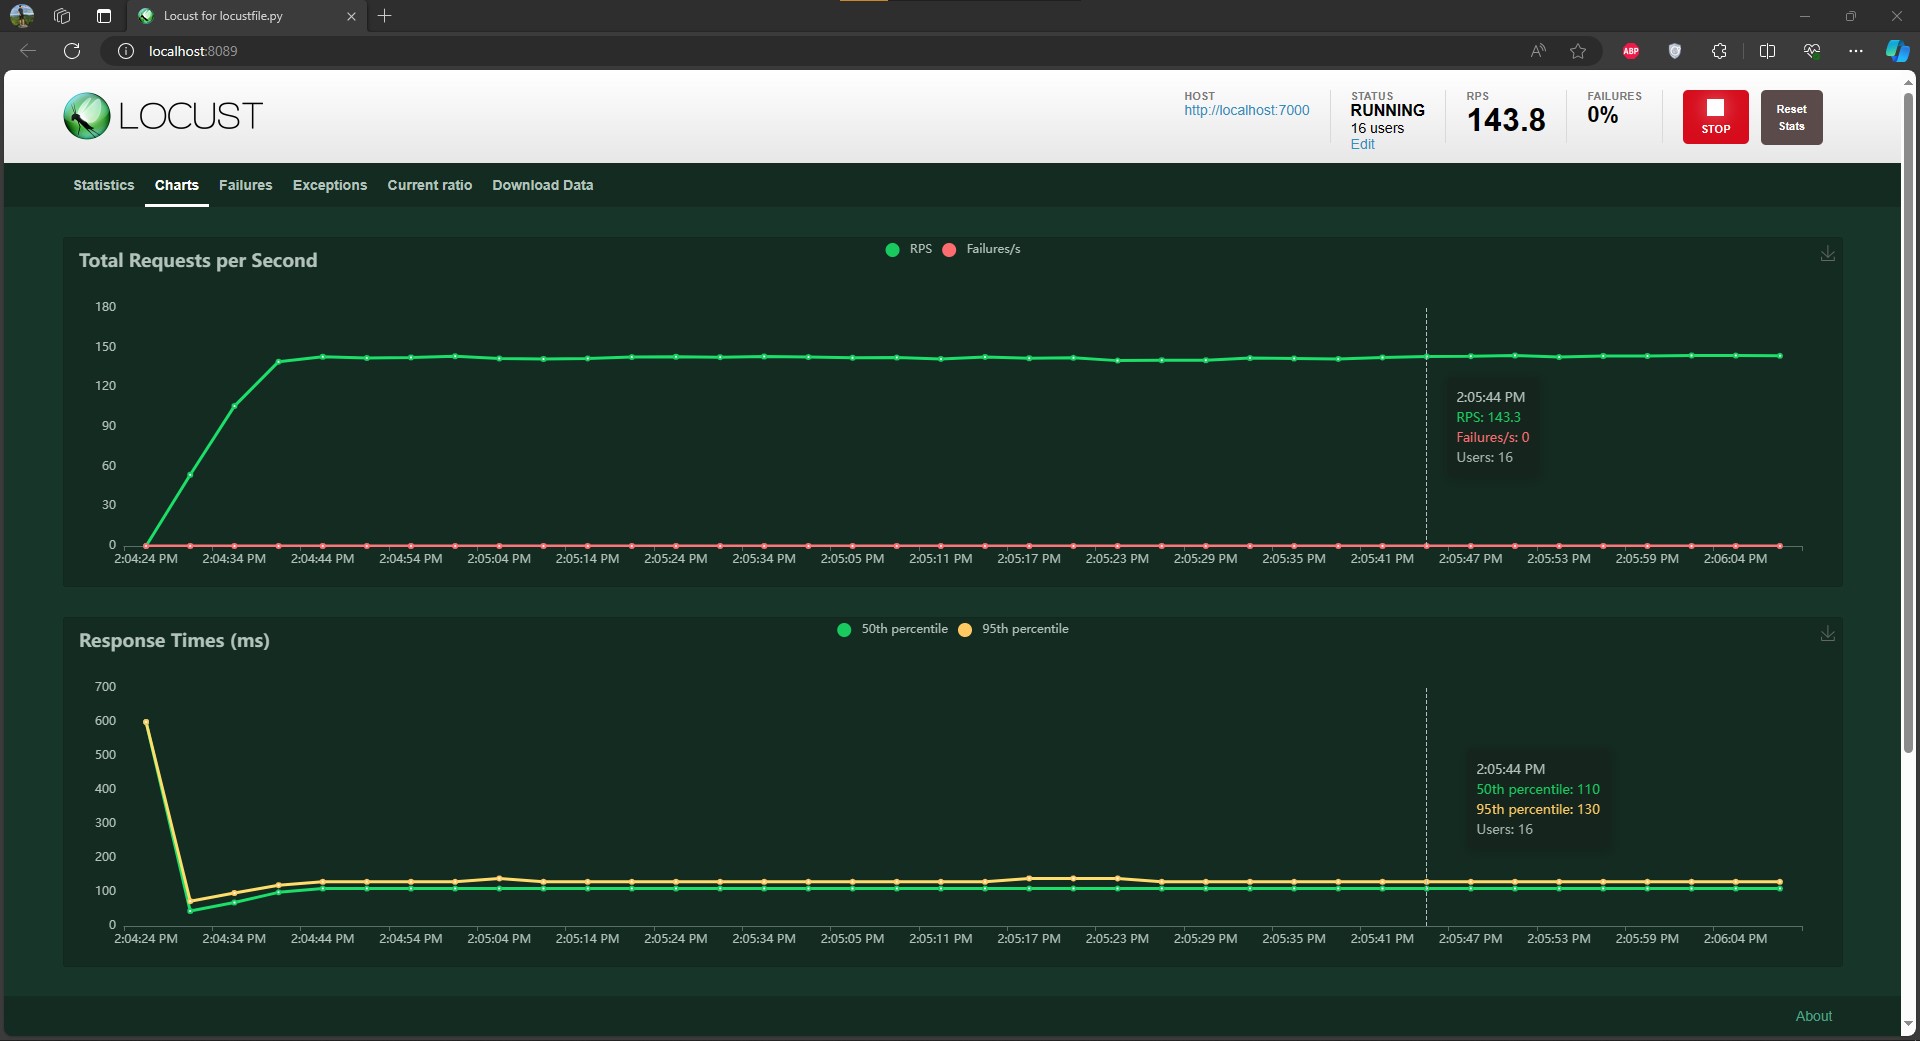 Locust for locustfile.py
localhost:8089
ABP
LOCUST
HOST
http://localhost:7000
STATUS
RUNNING
16 users
Edit
RPS
143.8
FAILURES
0%
STOP
Reset
Stats
Statistics Charts Failures Exceptions Current ratio Download Data
Total Requests per Second
RPS Failures/s
180
150
120
90
60
30
0
2:05:44 PM
RPS: 143.3
Failures/s: 0
Users: 16
2:04:24 PM 2:04:34 PM 2:04:44 PM 2:04:54 PM 2:05:04 PM 2:05:14 PM 2:05:24 PM 2:05:34 PM 2:05:05 PM 2:05:11 PM 2:05:17 PM 2:05:23 PM 2:05:29 PM 2:05:35 PM 2:05:41 PM 2:05:47 PM 2:05:53 PM 2:05:59 PM 2:06:04 PM
Response Times (ms)
50th percentile 95th percentile
700
600
500
400
300
200
100
0
2:05:44 PM
50th percentile: 110
95th percentile: 130
Users: 16
2:04:24 PM 2:04:34 PM 2:04:44 PM 2:04:54 PM 2:05:04 PM 2:05:14 PM 2:05:24 PM 2:05:34 PM 2:05:05 PM 2:05:11 PM 2:05:17 PM 2:05:23 PM 2:05:29 PM 2:05:35 PM 2:05:41 PM 2:05:47 PM 2:05:53 PM 2:05:59 PM 2:06:04 PM
About